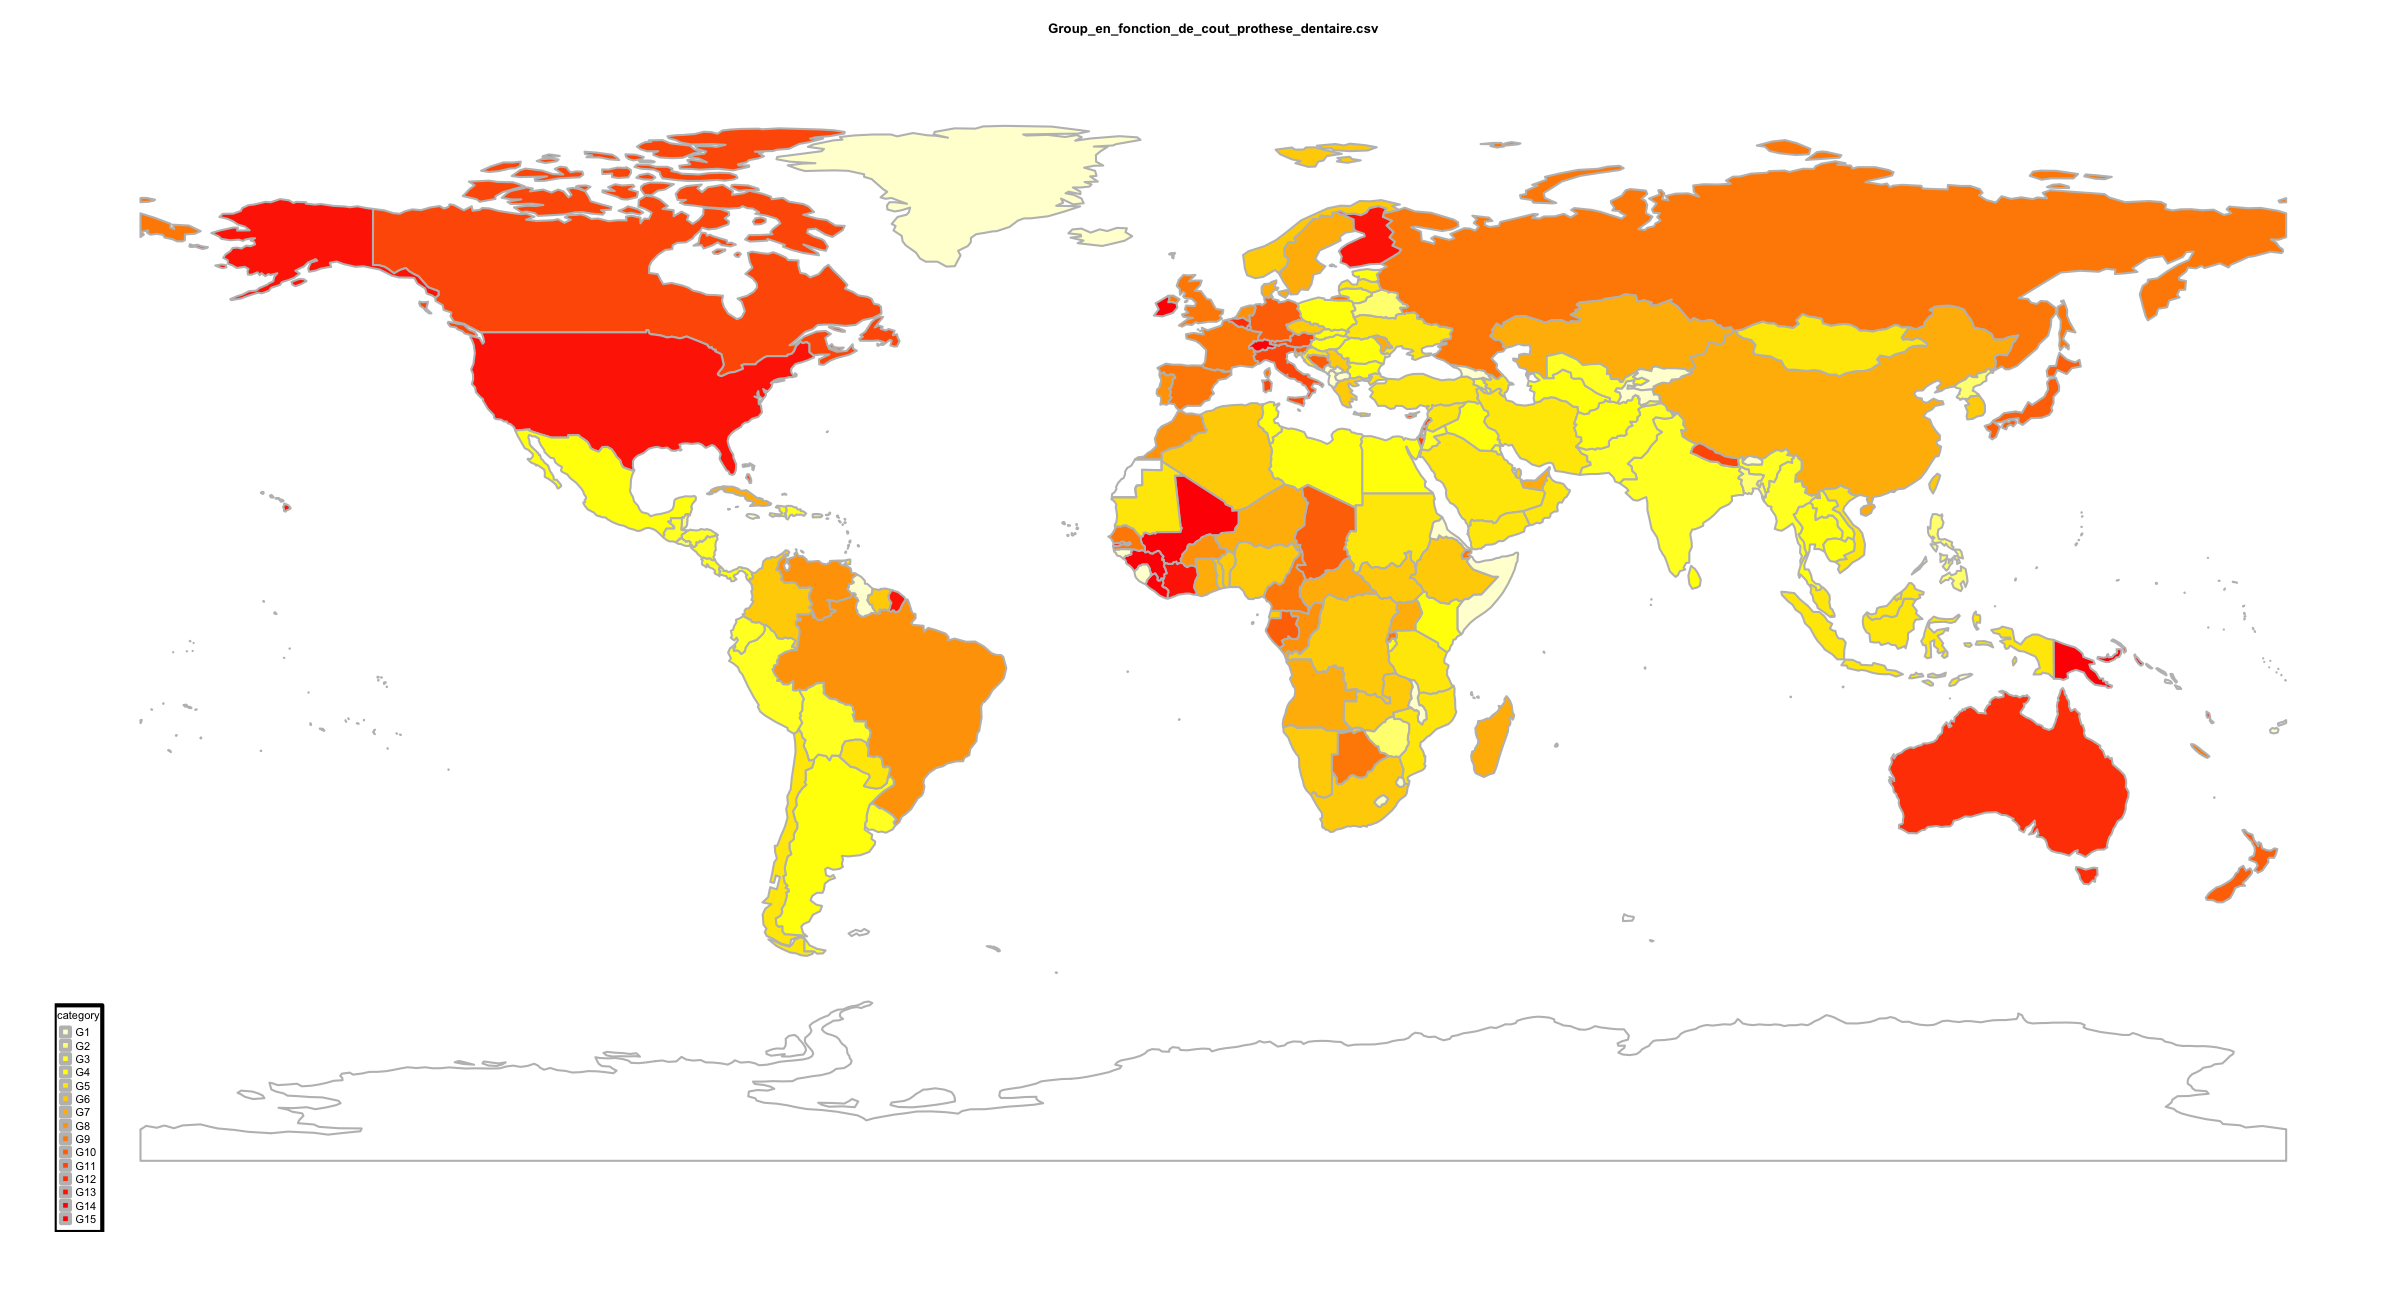 Group_en_fonction_de_cout_prothese_dentaire.csv
category
G1
G2
G3
G4
G5
G6
G7
G8
G9
G10
G11
G12
G13
G14
G15